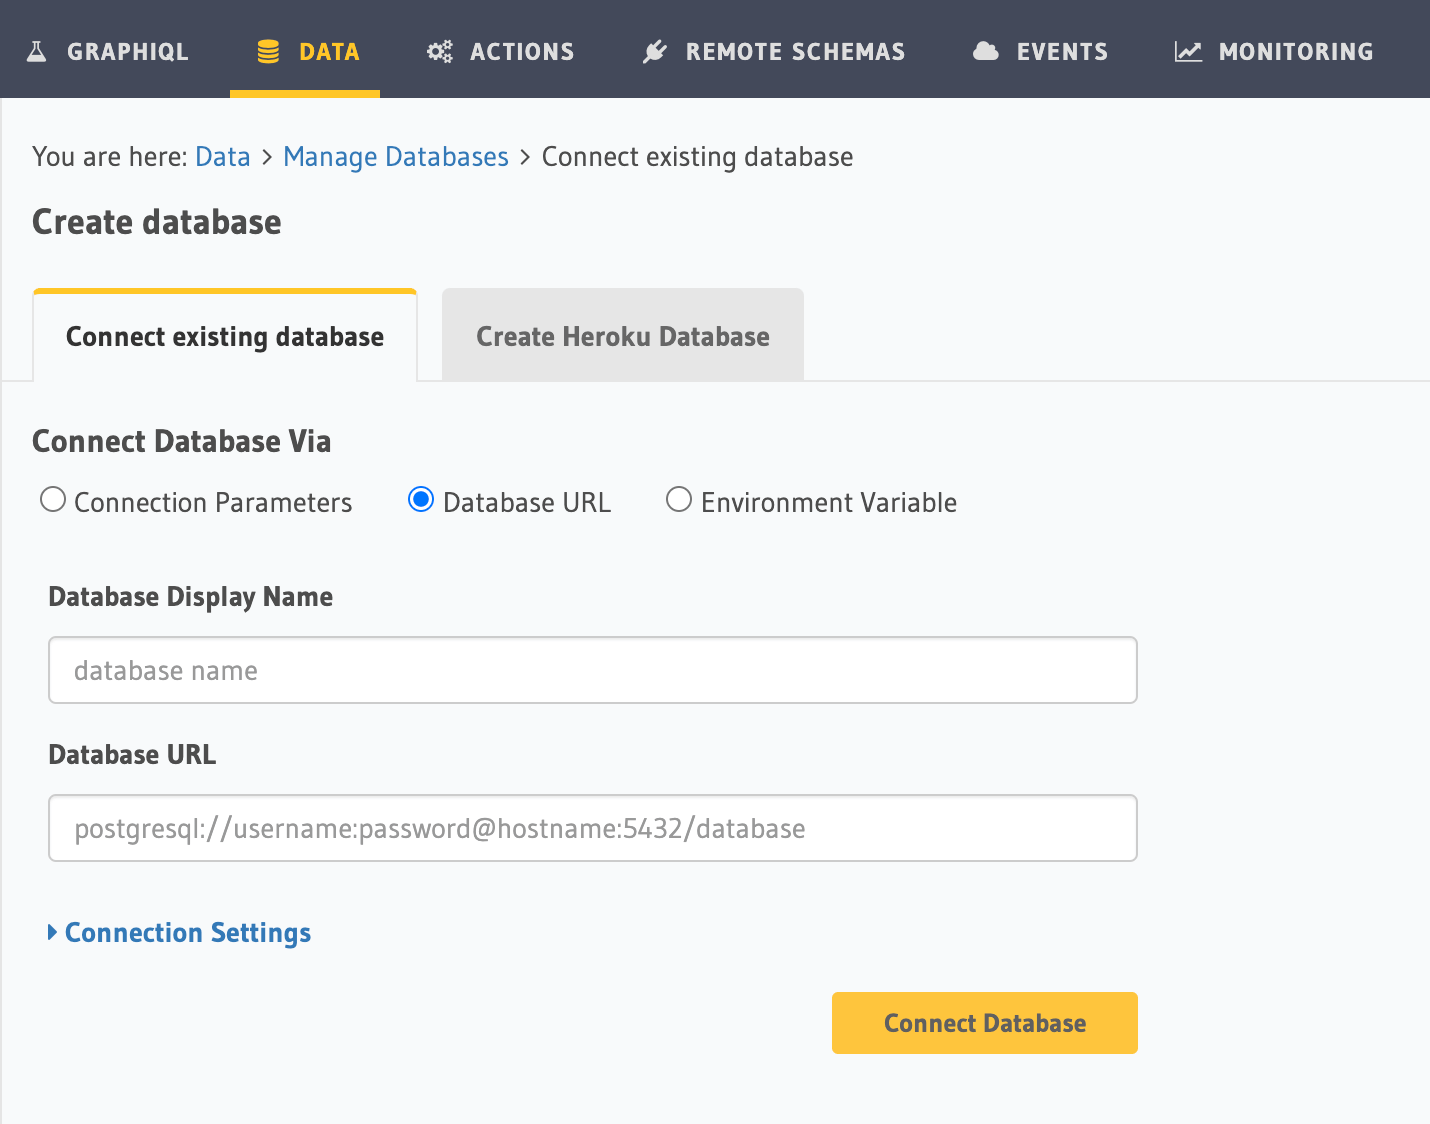 GRAPHIQL DATA ACTIONS REMOTE SCHEMAS EVENTS MONITORING
You are here: Data > Manage Databases > Connect existing database
Create database
Connect existing database Create Heroku Database
Connect Database Via
Connection Parameters Database URL Environment Variable
Database Display Name
database name
Database URL
postgresql://username:password@hostname:5432/database
Connection Settings
Connect Database